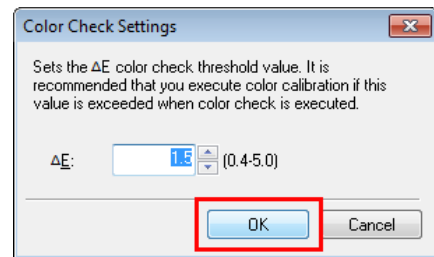 Color Check Settings
Sets the ΔE color check threshold value. It is
recommended that you execute color calibration if this
value is exceeded when color check is executed.
ΔE: 1.5 (0.4-5.0)
OK Cancel